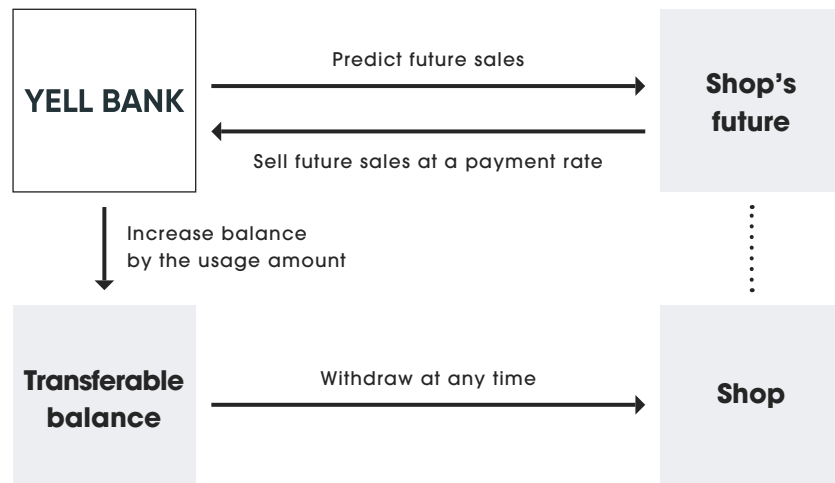 YELL BANK
Predict future sales
Sell future sales at a payment rate
Shop’s
future
Increase balance
by the usage amount
Transferable
balance
Withdraw at any time
Shop